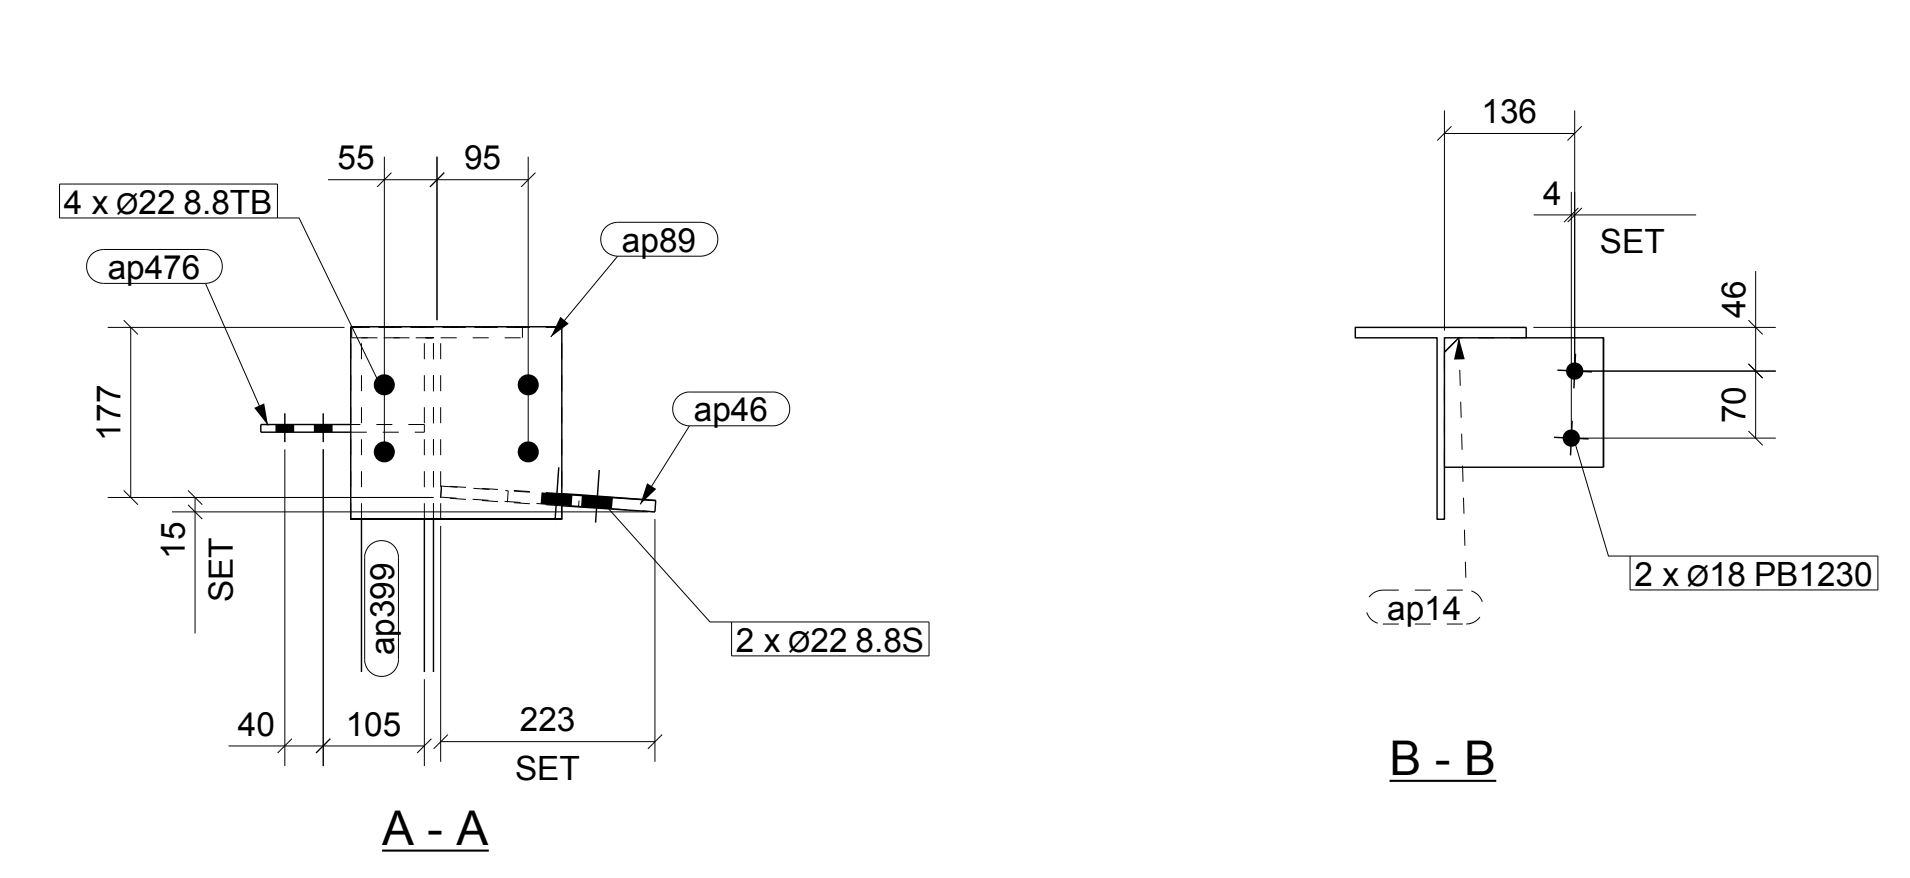 136
55
95
4
4 x Ø22 8.8TB
SET
ap89
ap476
46
177
70
ap46
15
SET
ap399
2 x Ø18 PB1230
ap14
2 x Ø22 8.8S
40
105
223
SET
B - B
A - A